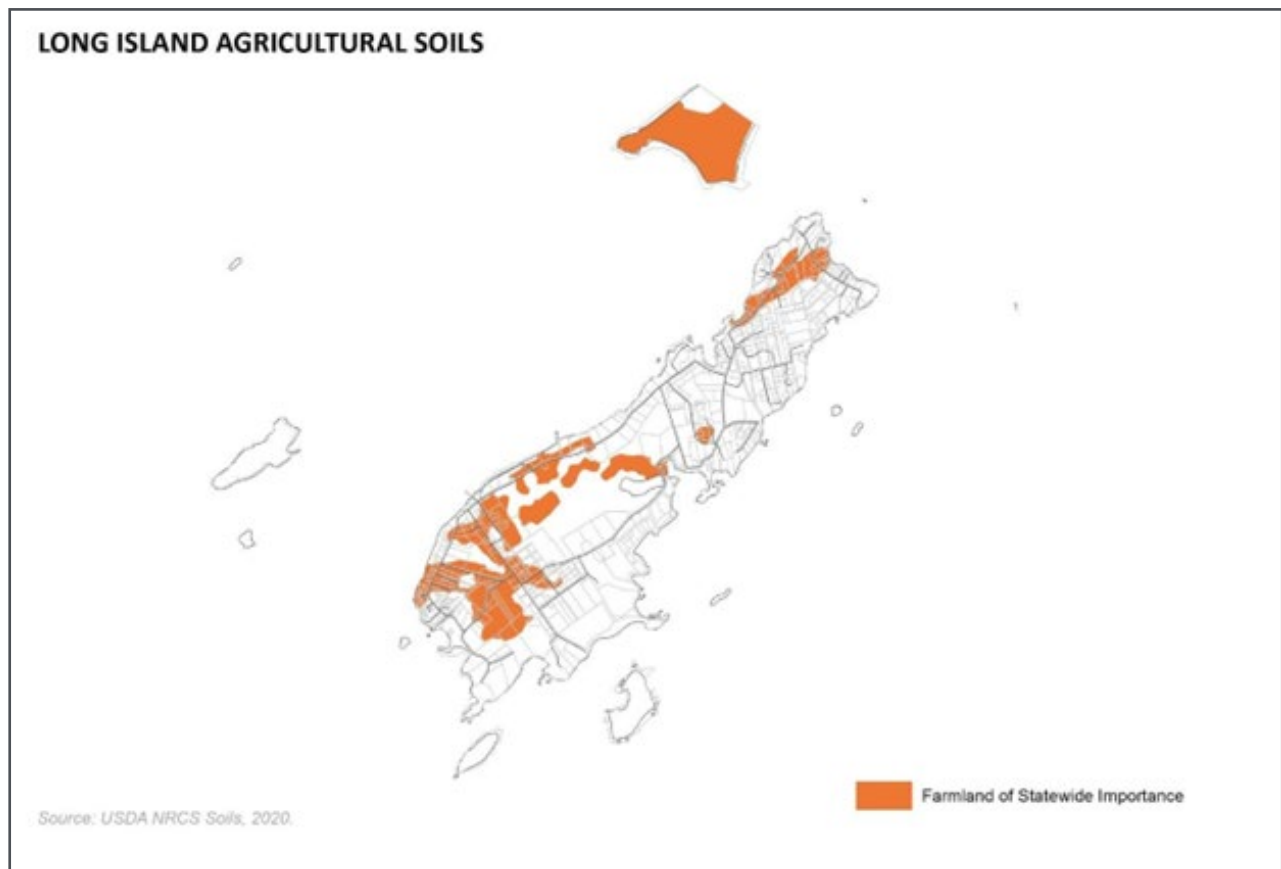 LONG ISLAND AGRICULTURAL SOILS
Farmland of Statewide Importance
Source: USDA NRCS Soils, 2020.